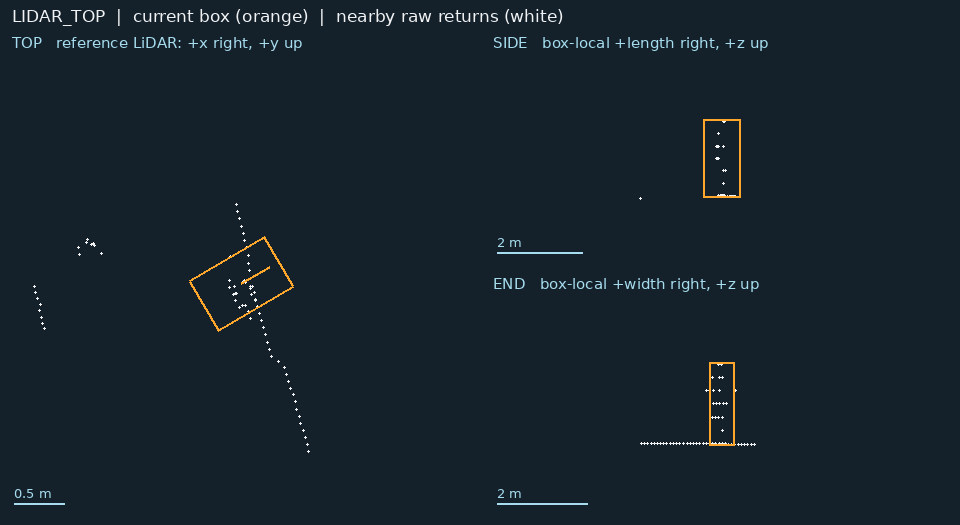 LIDAR_TOP | current box (orange) | nearby raw returns (white)
TOP reference LiDAR: +x right, +y up
SIDE box-local +length right, +z up
2 m
END box-local +width right, +z up
0.5 m
2 m